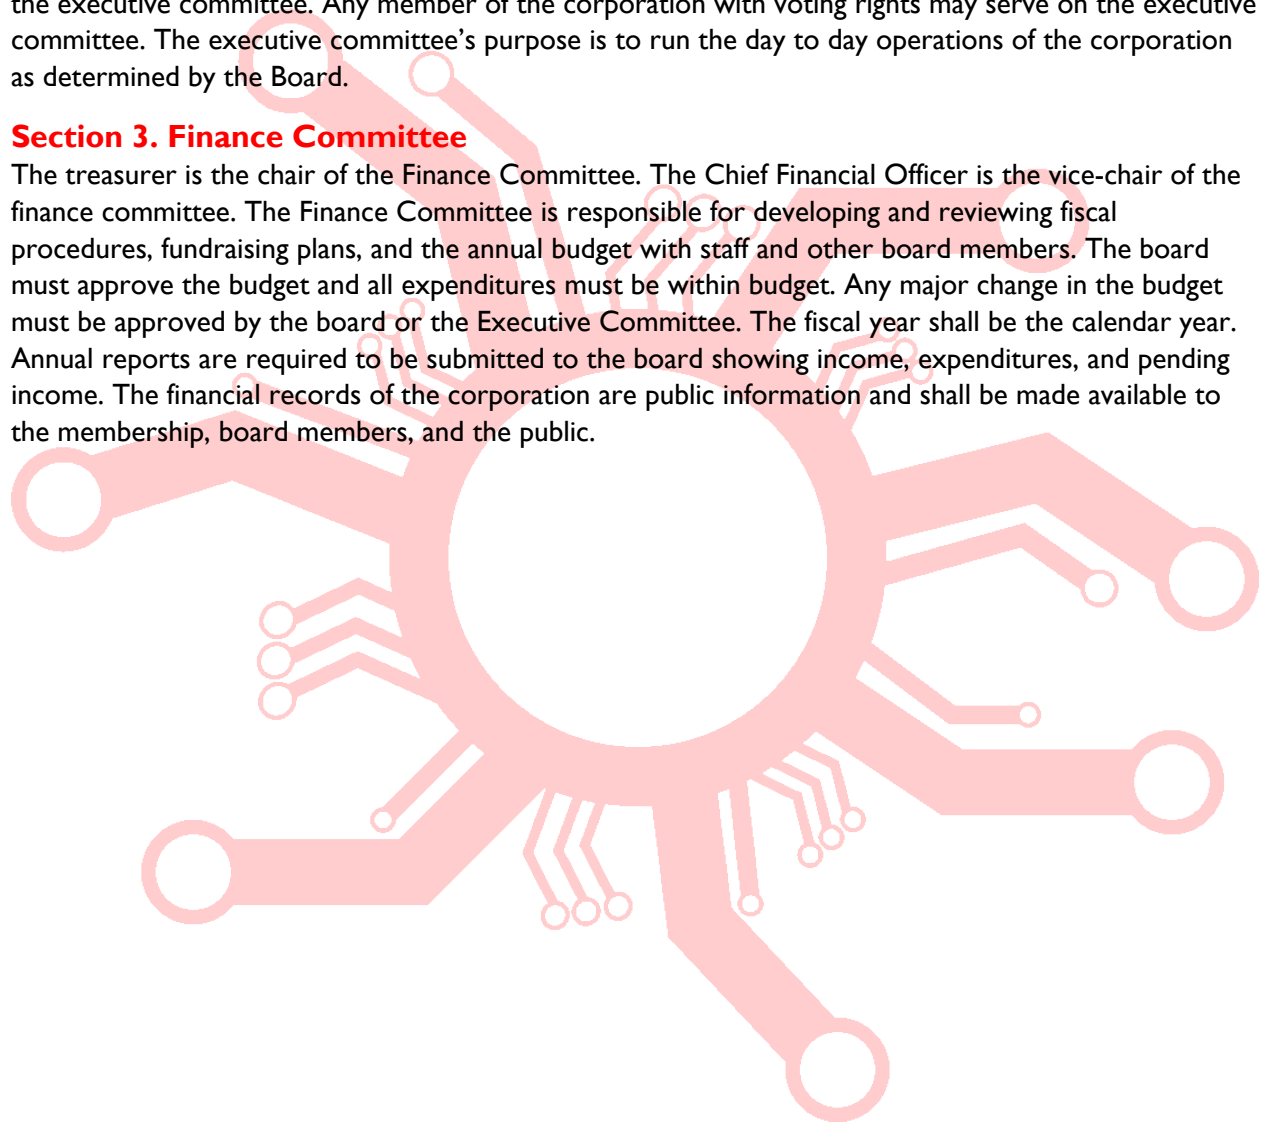 the executive committee. Any member of the corporation with voting rights may serve on the executive
committee. The executive committee’s purpose is to run the day to day operations of the corporation
as determined by the Board.
Section 3. Finance Committee
The treasurer is the chair of the Finance Committee. The Chief Financial Officer is the vice-chair of the
finance committee. The Finance Committee is responsible for developing and reviewing fiscal
procedures, fundraising plans, and the annual budget with staff and other board members. The board
must approve the budget and all expenditures must be within budget. Any major change in the budget
must be approved by the board or the Executive Committee. The fiscal year shall be the calendar year.
Annual reports are required to be submitted to the board showing income, expenditures, and pending
income. The financial records of the corporation are public information and shall be made available to
the membership, board members, and the public.